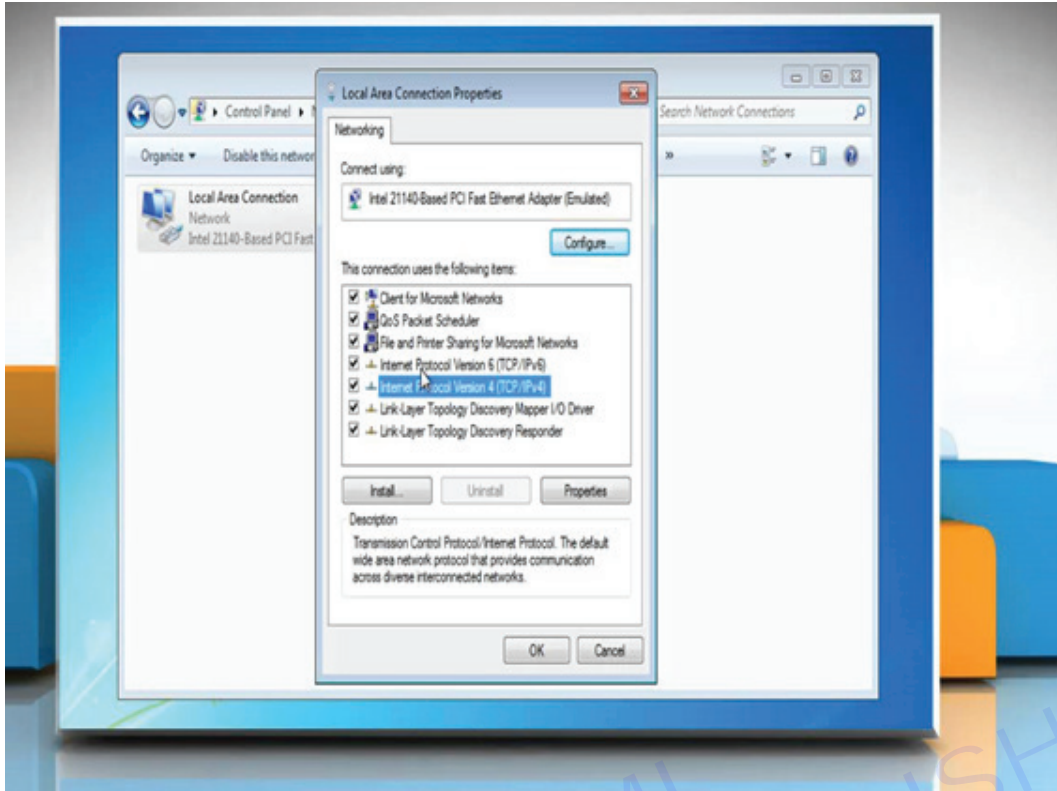 Local Area Connection Properties
Control Panel
Search Network Connections
Organize
Disable this networ
Networking
Connect using:
Intel 21140-Based PCI Fast Ethernet Adapter (Emulated)
Configure...
Local Area Connection
Network
Intel 21140-Based PCI Fast
This connection uses the following items:
Client for Microsoft Networks
QoS Packet Scheduler
File and Printer Sharing for Microsoft Networks
Internet Protocol Version 6 (TCP/IPv6)
Internet Protocol Version 4 (TCP/IPv4)
Link-Layer Topology Discovery Mapper I/O Driver
Link-Layer Topology Discovery Responder
Install... Uninstall Properties
Description
Transmission Control Protocol/Internet Protocol. The default
wide area network protocol that provides communication
across diverse interconnected networks.
OK Cancel